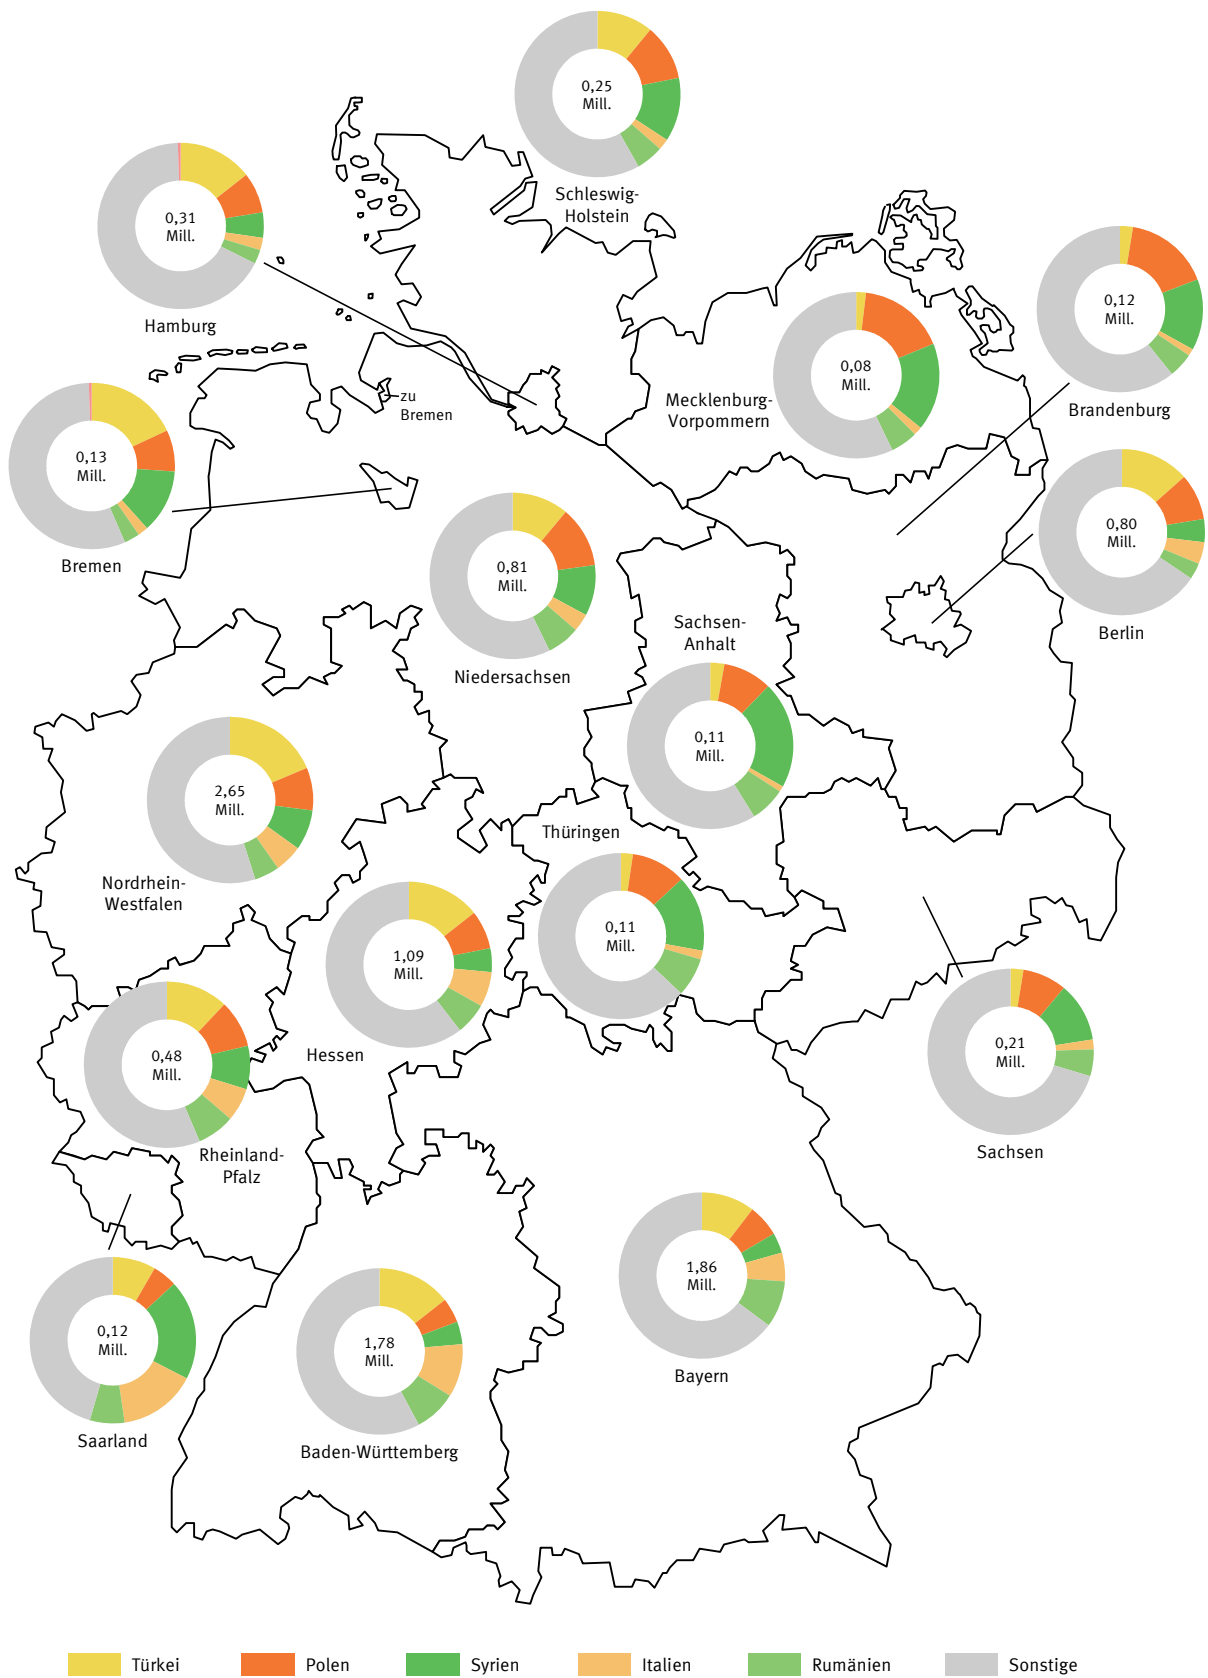 0,25
Mill.
Schleswig-
Holstein
0,31
Mill.
Hamburg
0,12
Mill.
Brandenburg
0,08
Mill.
Mecklenburg-
Vorpommern
zu
Bremen
0,13
Mill.
Bremen
0,80
Mill.
Berlin
0,81
Mill.
Niedersachsen
Sachsen-
Anhalt
0,11
Mill.
2,65
Mill.
Nordrhein-
Westfalen
Thüringen
0,11
Mill.
1,09
Mill.
Hessen
0,48
Mill.
Rheinland-
Pfalz
0,21
Mill.
Sachsen
1,86
Mill.
Bayern
0,12
Mill.
Saarland
1,78
Mill.
Baden-Württemberg
Türkei
Polen
Syrien
Italien
Rumänien
Sonstige